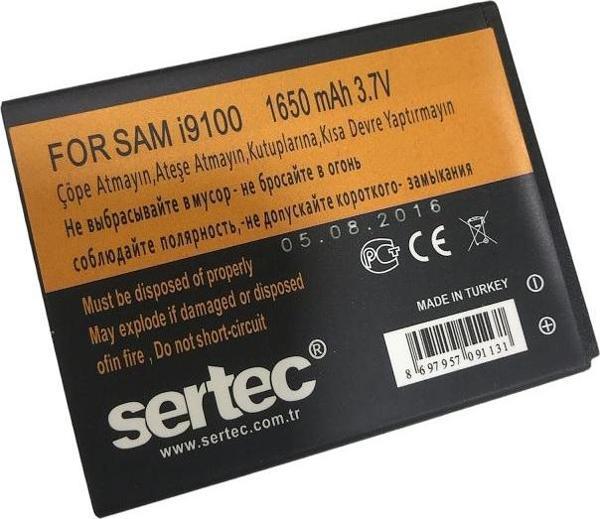 FOR SAM i9100 1650 mAh 3.7V
Çöpe Atmayın,Ateşe Atmayın,Kutuplarına,Kısa Devre Yaptırmayın
Не выбрасывайте в мусор - не бросайте в огонь
соблюдайте полярность,-не допускайте короткого- замыкания
05.08.2016
Must be disposed of properly
May explode if damaged or disposed
ofin fire , Do not short-circuit
MADE IN TURKEY
8 697957 091131
sertec®
www.sertec.com.tr